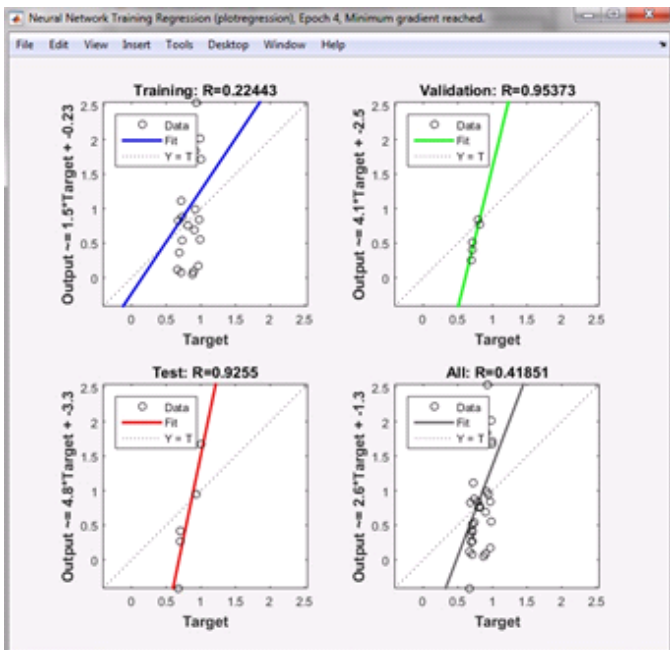 Neural Network Training Regression (plotregression), Epoch 4, Minimum gradient reached.
File Edit View Insert Tools Desktop Window Help
Training: R=0.22443
Output ~= 1.5*Target + -0.23
2.5
2
1.5
1
0.5
0
Data
Fit
Y = T
0 0.5 1 1.5 2 2.5
Target
Validation: R=0.95373
Output ~= 4.1*Target + -2.5
2.5
2
1.5
1
0.5
0
Data
Fit
Y = T
0 0.5 1 1.5 2 2.5
Target
Test: R=0.9255
Output ~= 4.8*Target + -3.3
2.5
2
1.5
1
0.5
0
Data
Fit
Y = T
0 0.5 1 1.5 2 2.5
Target
All: R=0.41851
Output ~= 2.6*Target + -1.3
2.5
2
1.5
1
0.5
0
Data
Fit
Y = T
0 0.5 1 1.5 2 2.5
Target